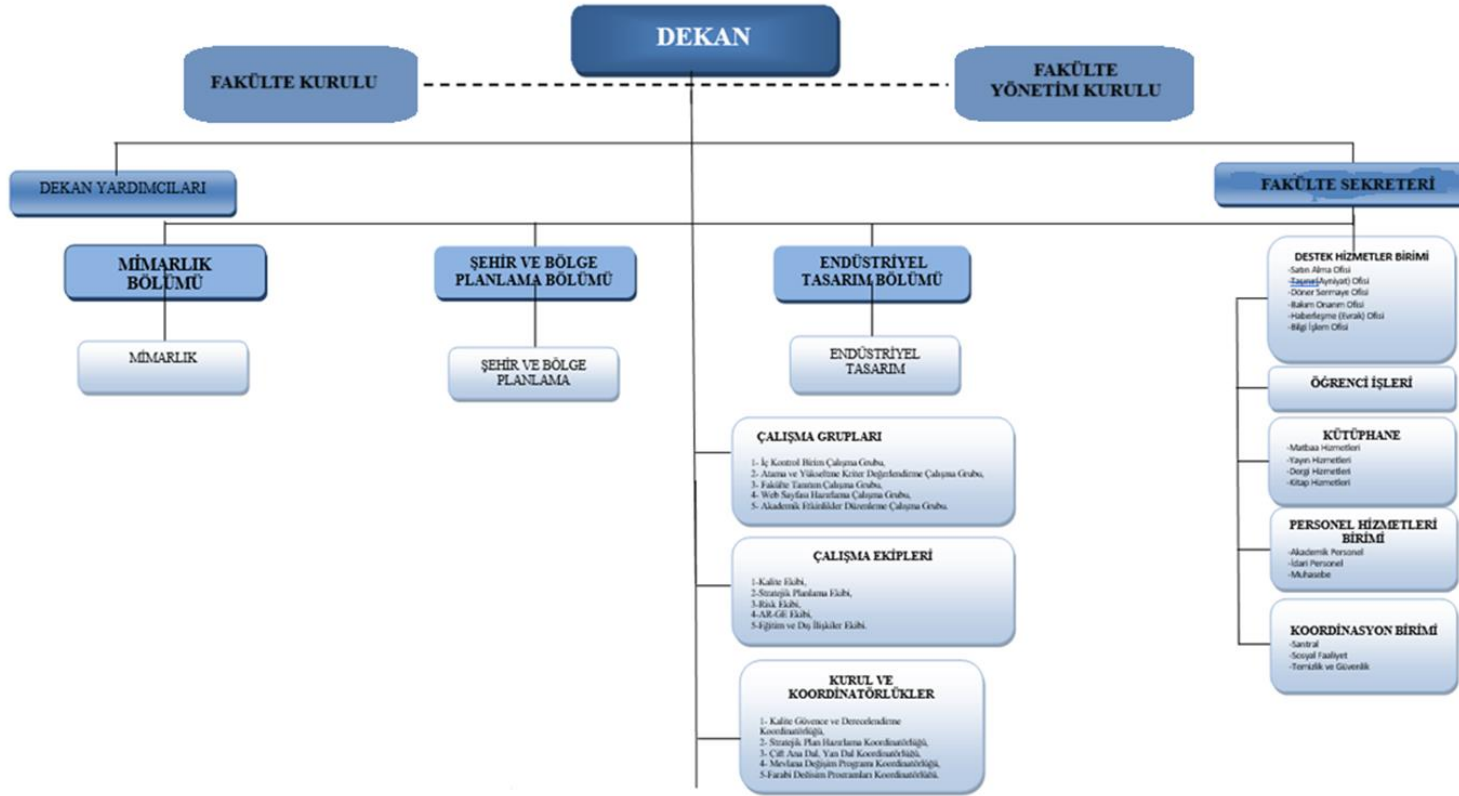 DEKAN
FAKÜLTE KURULU
FAKÜLTE
YÖNETİM KURULU
DEKAN YARDIMCILARI
FAKÜLTE SEKRETERİ
MİMARLIK
BÖLÜMÜ
ŞEHİR VE BÖLGE
PLANLAMA BÖLÜMÜ
ENDÜSTRİYEL
TASARIM BÖLÜMÜ
MİMARLIK
ŞEHİR VE BÖLGE
PLANLAMA
ENDÜSTRİYEL
TASARIM
ÇALIŞMA GRUPLARI
1- İç Kontrol Birim Çalışma Grubu,
2- Atama ve Yükseltme Kriter Değerlendirme Çalışma Grubu,
3- Fakülte Tanıtım Çalışma Grubu,
4- Web Sayfası Hazırlama Çalışma Grubu,
5- Akademik Etkinlikler Düzenleme Çalışma Grubu.
ÇALIŞMA EKİPLERİ
1-Kalite Ekibi,
2-Stratejik Planlama Ekibi,
3-Risk Ekibi,
4-AR-GE Ekibi,
5-Eğitim ve Dış İlişkiler Ekibi.
KURUL VE
KOORDİNATÖRLÜKLER
1- Kalite Güvence ve Derecelendirme
Koordinatörlüğü,
2- Stratejik Plan Hazırlama Koordinatörlüğü,
3- Çift Ana Dal, Yan Dal Koordinatörlüğü,
4- Mevlana Değişim Programı Koordinatörlüğü,
5-Farabi Değişim Programları Koordinatörlüğü.
DESTEK HİZMETLER BİRİMİ
-Satın Alma Ofisi
-Taşınır(Ayniyat) Ofisi
-Döner Sermaye Ofisi
-Bakım Onarım Ofisi
-Haberleşme (Evrak) Ofisi
-Bilgi İşlem Ofisi
ÖĞRENCİ İŞLERİ
KÜTÜPHANE
-Matbaa Hizmetleri
-Yayın Hizmetleri
-Dergi Hizmetleri
-Kitap Hizmetleri
PERSONEL HİZMETLERİ
BİRİMİ
-Akademik Personel
-İdari Personel
-Muhasebe
KOORDİNASYON BİRİMİ
-Santral
-Sosyal Faaliyet
-Temizlik ve Güvenlik